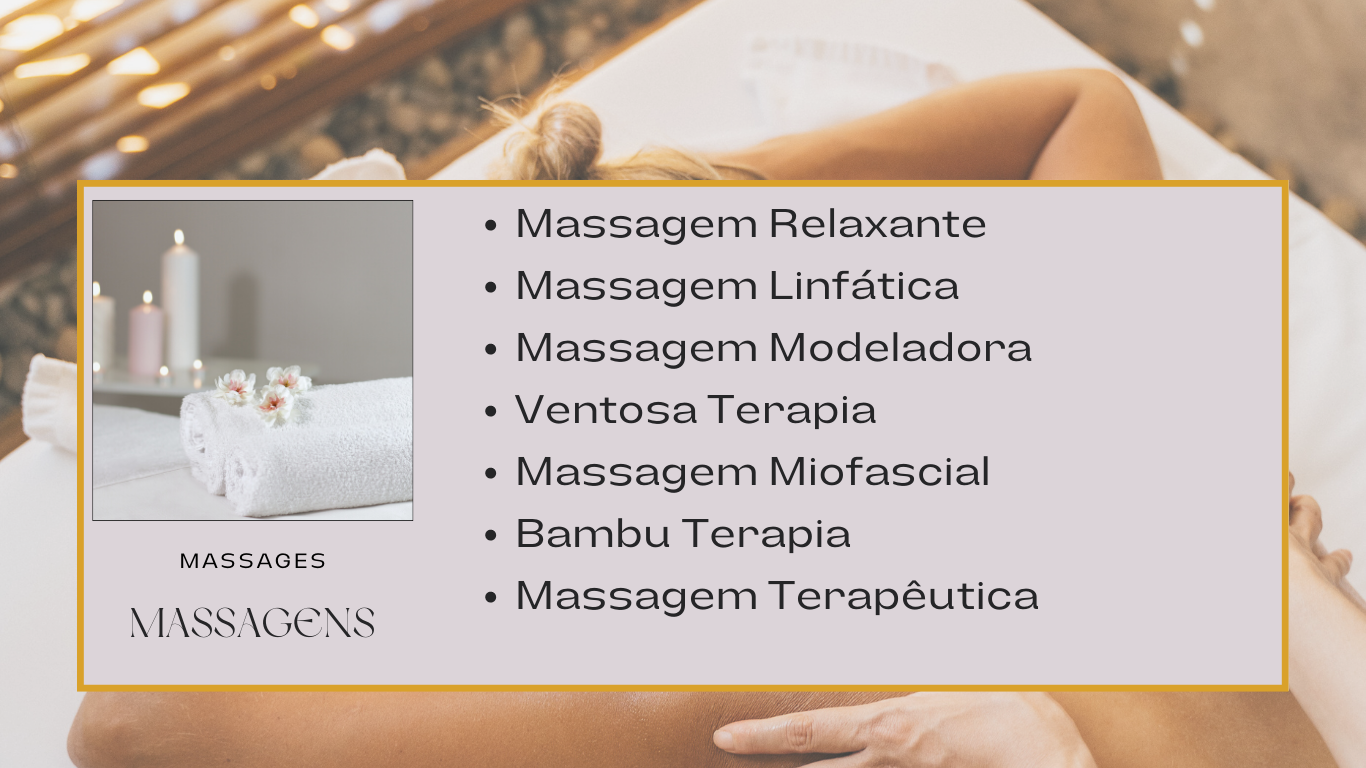 MASSAGES
MASSAGENS
• Massagem Relaxante
• Massagem Linfática
• Massagem Modeladora
• Ventosa Terapia
• Massagem Miofascial
• Bambu Terapia
• Massagem Terapêutica